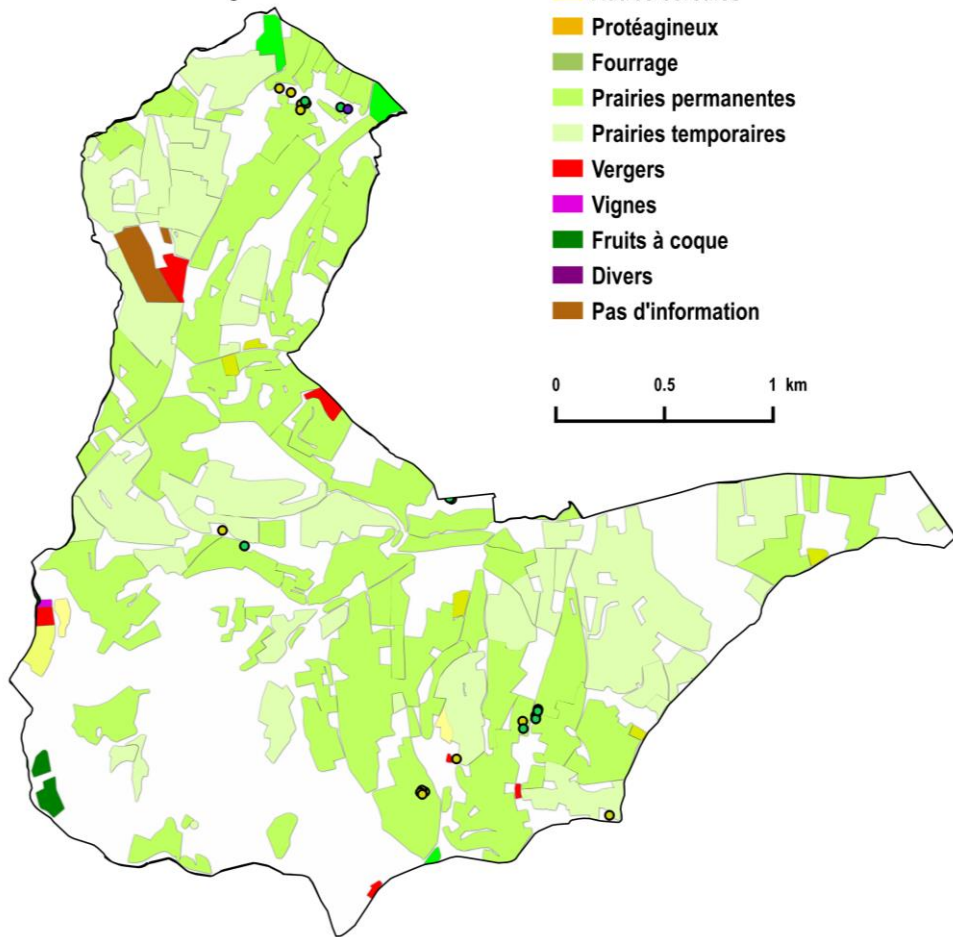 Protéagineux
Fourrage
Prairies permanentes
Prairies temporaires
Vergers
Vignes
Fruits à coque
Divers
Pas d'information
0 0.5 1 km